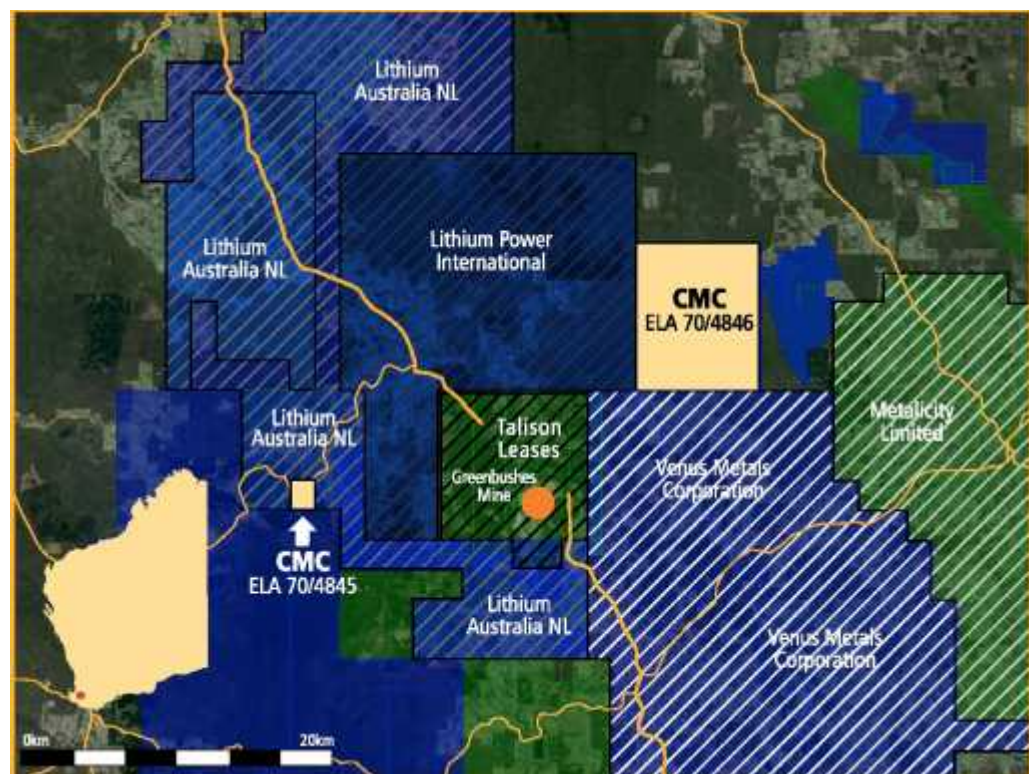 Lithium
Australia NL
Lithium
Australia NL
Lithium Power
International
CMC
ELA 70/4846
Lithium
Australia NL
Talison
Leases
Greenbushes
Mine
Metalicity
Limited
Venus Metals
Corporation
CMC
ELA 70/4845
Lithium
Australia NL
Venus Metals
Corporation
0km
20km